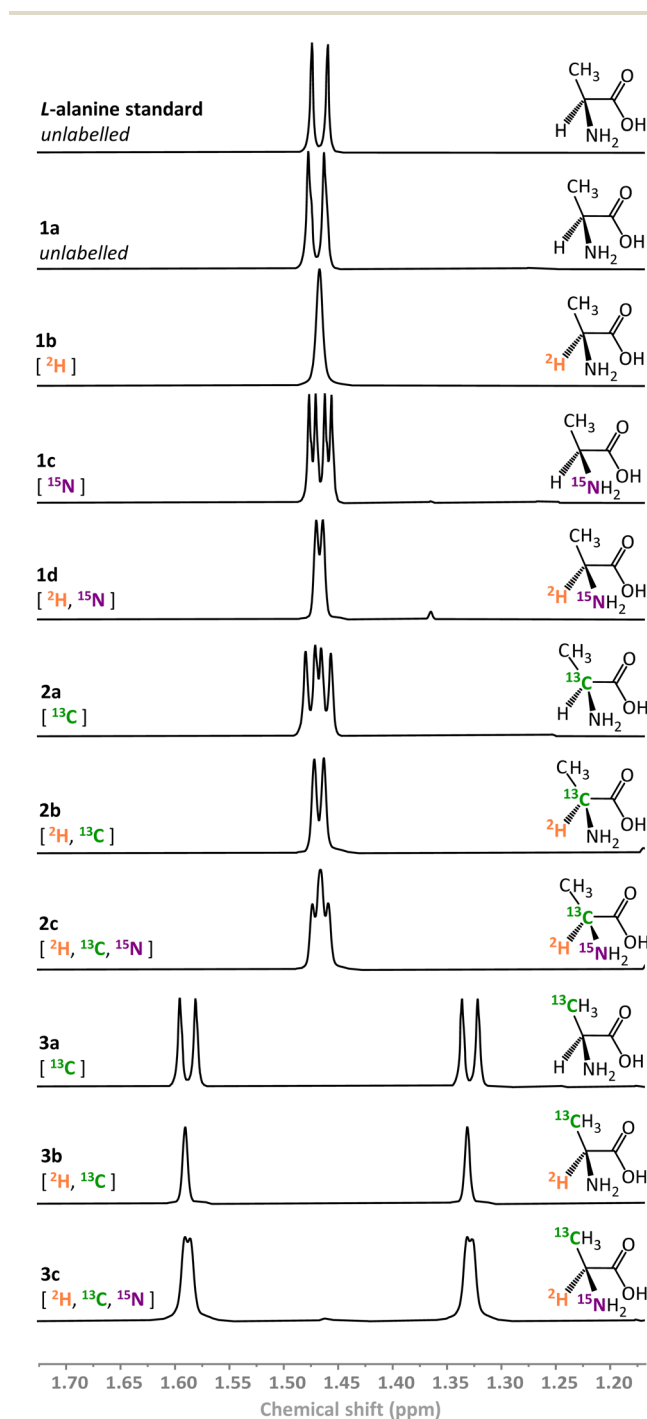 L-alanine standard
unlabelled
CH3
O
H
NH2
OH
1a
unlabelled
CH3
O
H
NH2
OH
1b
[ ²H ]
CH3
O
²H
NH2
OH
1c
[ ¹⁵N ]
CH3
O
H
¹⁵NH2
OH
1d
[ ²H, ¹⁵N ]
CH3
O
²H
¹⁵NH2
OH
2a
[ ¹³C ]
CH3
O
¹³C
H
NH2
OH
2b
[ ²H, ¹³C ]
CH3
O
¹³C
²H
NH2
OH
2c
[ ²H, ¹³C, ¹⁵N ]
CH3
O
¹³C
²H
¹⁵NH2
OH
3a
[ ¹³C ]
¹³CH3
O
H
NH2
OH
3b
[ ²H, ¹³C ]
¹³CH3
O
²H
NH2
OH
3c
[ ²H, ¹³C, ¹⁵N ]
¹³CH3
O
²H
¹⁵NH2
OH
1.70 1.65 1.60 1.55 1.50 1.45 1.40 1.35 1.30 1.25 1.20
Chemical shift (ppm)